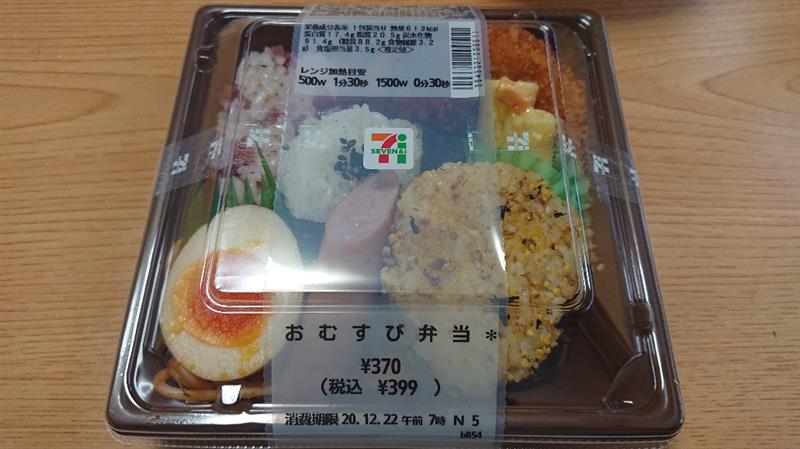 栄養成分表示 1包装当り 熱量613kcal
蛋白質17.4g 脂質20.5g 炭水化物
91.4g (糖質88.2g 食物繊維3.2
g) 食塩相当量3.5g<推定値>
レンジ加熱目安
500W 1分30秒 1500W 0分30秒
7i
SEVEN&i
おむすび弁当*
¥370
(税込 ¥399 )
消費期限 20.12.22 午前 7時 N 5
b854